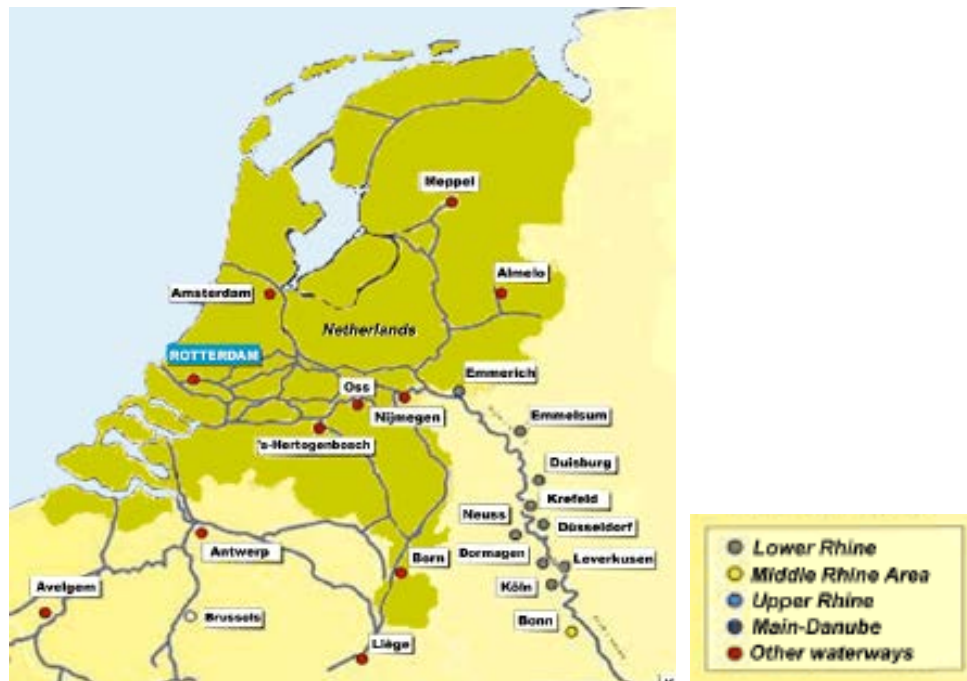 Meppel
Almelo
Amsterdam
Netherlands
ROTTERDAM
Emmerich
Oss
Nijmegen
Emmelsum
's-Hertogenbosch
Duisburg
Krefeld
Neuss
Düsseldorf
Antwerp
Dormagen
Leverkusen
Born
Köln
Avelgem
Brussels
Bonn
Liège
Lower Rhine
Middle Rhine Area
Upper Rhine
Main-Danube
Other waterways